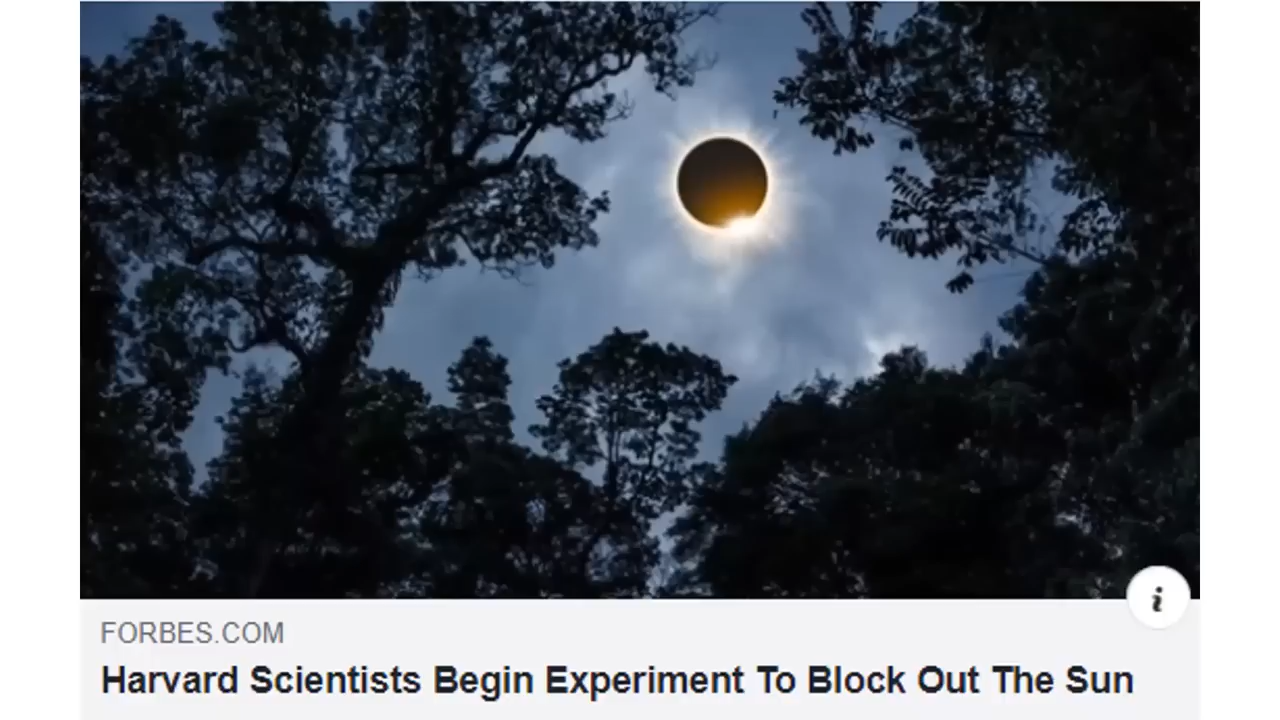 FORBES.COM
Harvard Scientists Begin Experiment To Block Out The Sun
i